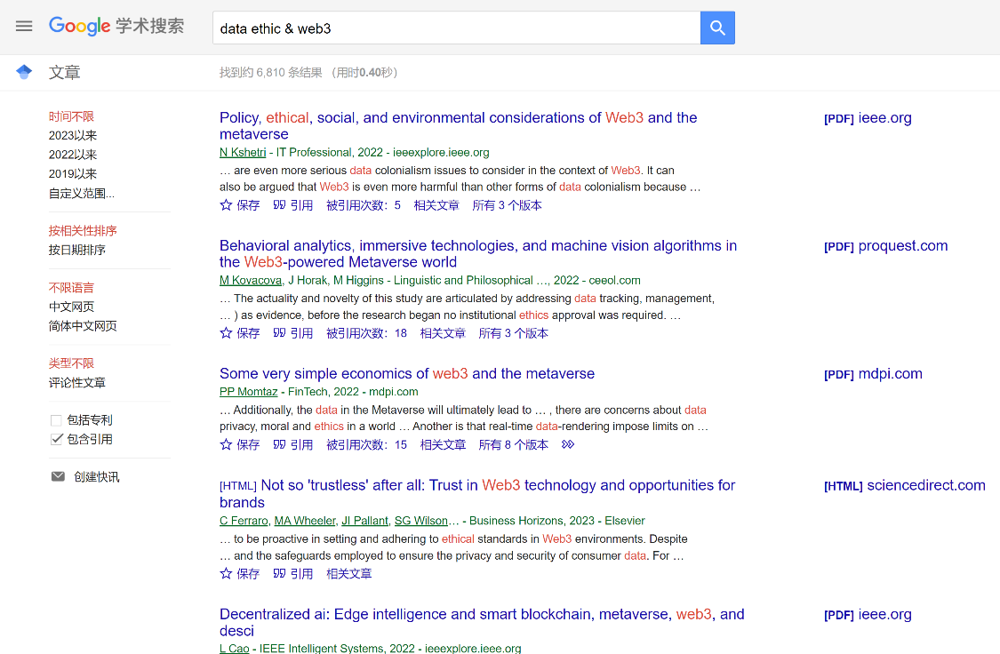 Google 学术搜索
data ethic & web3
文章
找到约 6,810 条结果 （用时0.40秒）
时间不限
2023以来
2022以来
2019以来
自定义范围...
按相关性排序
按日期排序
不限语言
中文网页
简体中文网页
类型不限
评论性文章
包括专利
包含引用
创建快讯
Policy, ethical, social, and environmental considerations of Web3 and the
metaverse
[PDF] ieee.org
N Kshetri - IT Professional, 2022 - ieeexplore.ieee.org
… are even more serious data colonialism issues to consider in the context of Web3. It can
also be argued that Web3 is even more harmful than other forms of data colonialism because …
保存 引用 被引用次数：5 相关文章 所有 3 个版本
Behavioral analytics, immersive technologies, and machine vision algorithms in
the Web3-powered Metaverse world
[PDF] proquest.com
M Kovacova, J Horak, M Higgins - Linguistic and Philosophical …, 2022 - ceeol.com
… The actuality and novelty of this study are articulated by addressing data tracking, management,
… ) as evidence, before the research began no institutional ethics approval was required. …
保存 引用 被引用次数：18 相关文章 所有 3 个版本
Some very simple economics of web3 and the metaverse
[PDF] mdpi.com
PP Momtaz - FinTech, 2022 - mdpi.com
… Additionally, the data in the Metaverse will ultimately lead to … , there are concerns about data
privacy, moral and ethics in a world … Another is that real-time data-rendering impose limits on …
保存 引用 被引用次数：15 相关文章 所有 8 个版本
[HTML] Not so 'trustless' after all: Trust in Web3 technology and opportunities for
brands
[HTML] sciencedirect.com
C Ferraro, MA Wheeler, JI Pallant, SG Wilson… - Business Horizons, 2023 - Elsevier
… to be proactive in setting and adhering to ethical standards in Web3 environments. Despite
… and the safeguards employed to ensure the privacy and security of consumer data. For …
保存 引用 相关文章
Decentralized ai: Edge intelligence and smart blockchain, metaverse, web3, and
desci
[PDF] ieee.org
L Cao - IEEE Intelligent Systems, 2022 - ieeexplore.ieee.org